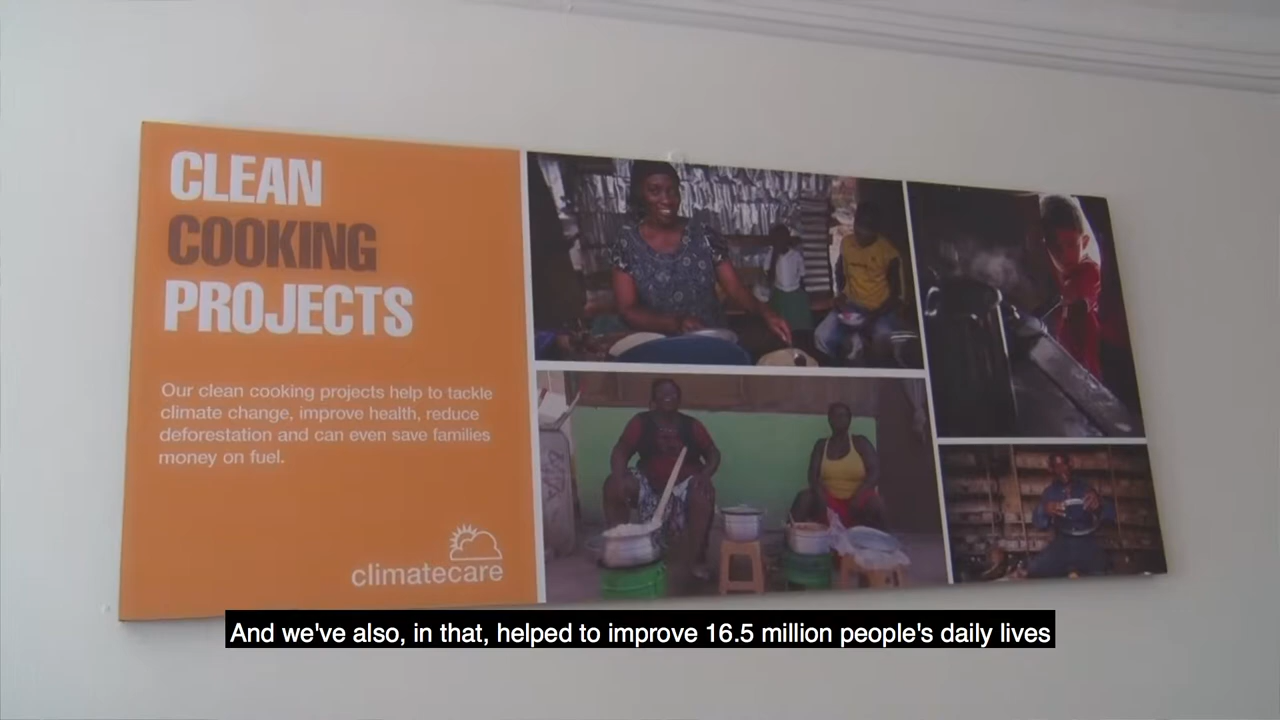 CLEAN
COOKING
PROJECTS
Our clean cooking projects help to tackle
climate change, improve health, reduce
deforestation and can even save families
money on fuel.
climatecare
And we've also, in that, helped to improve 16.5 million people's daily lives